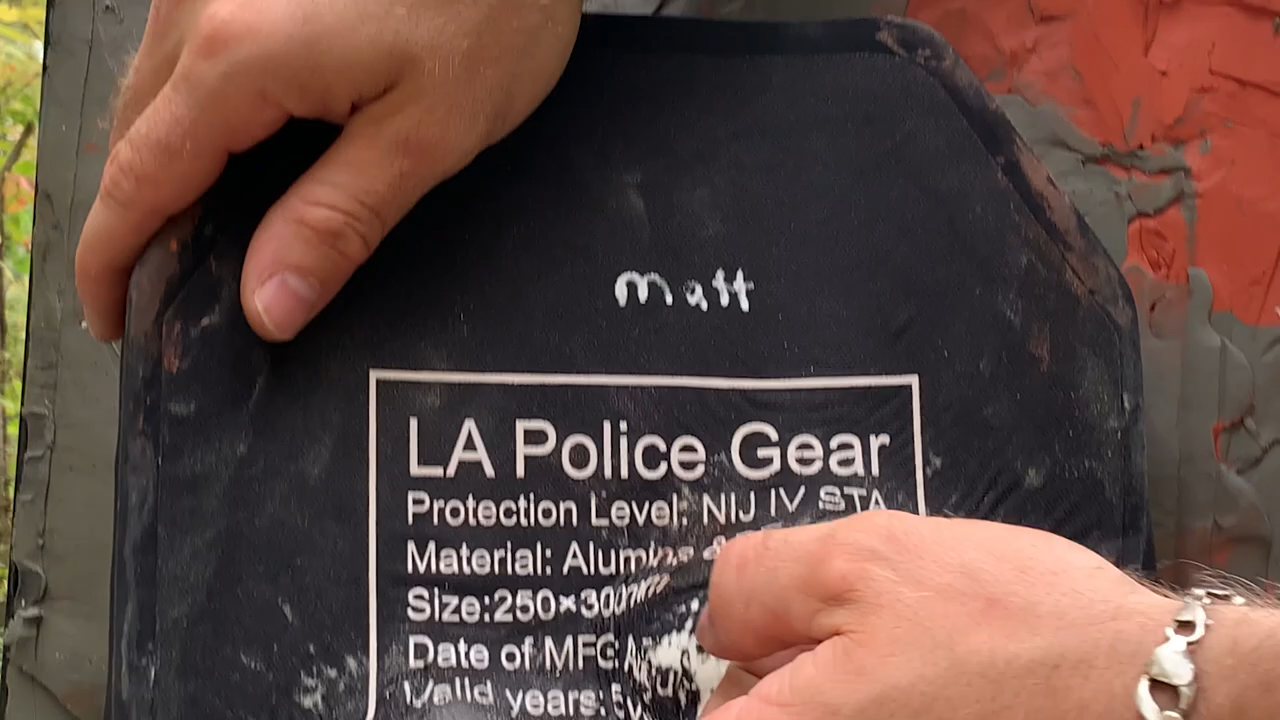 Matt
LA Police Gear
Protection Level: NIJ IV STA
Material: Alumina &
Size:250×300mm
Date of MFG
Valid years: